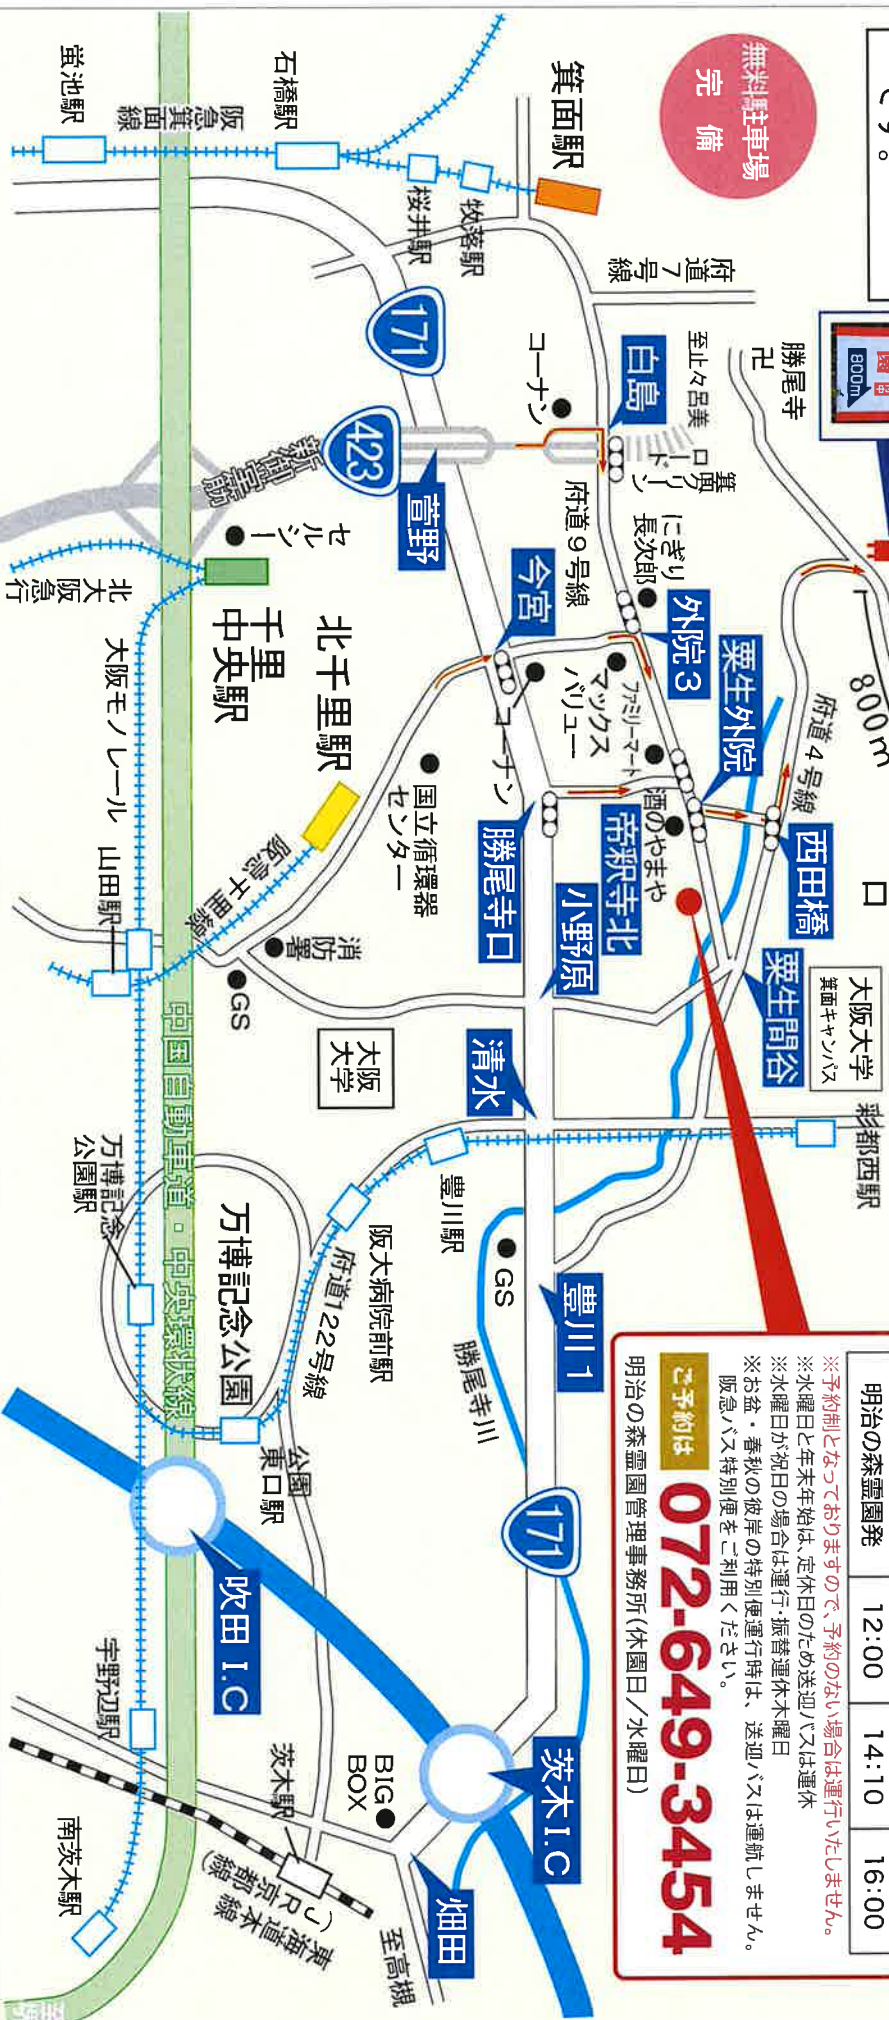 です。
無料駐車場
完備
800m
800m
口
明治の森霊園発 12:00 14:10 16:00
※予約制となっておりますので、予約のない場合は運行いたしません。
※水曜日と年末年始は、定休日のため送迎バスは運休
※水曜日が祝日の場合は運行・振替運休木曜日
※お盆・春秋の彼岸の特別便運行時は、送迎バスは運航しません。
阪急バス特別便をご利用ください。
ご予約は 072-649-3454
明治の森霊園管理事務所(休園日/水曜日)
箕面駅
牧落駅
桜井駅
石橋駅
阪急箕面線
蛍池駅
府道7号線
勝尾寺
至止々呂美
箕面グリーンロード
白島
コーナン
171
423
新御堂筋
萱野
府道9号線
にぎり
長次郎
外院3
粟生外院
府道4号線
西田橋
今宮
コーナン
マックス
バリュー
ファミリーマート
酒のやまや
帝釈寺北
勝尾寺口
小野原
粟生間谷
大阪大学
箕面キャンパス
彩都西駅
セルシー
北大阪急行
千里
中央駅
北千里駅
国立循環器
センター
大阪モノレール
阪急千里線
山田駅
消防署
GS
大阪
大学
清水
豊川駅
GS
豊川1
勝尾寺川
阪大病院前駅
府道122号線
中国自動車道・中央環状線
万博記念
公園駅
万博記念公園
公園
東口駅
171
吹田I.C
茨木I.C
宇野辺駅
茨木駅
BIG
BOX
畑田
至高槻
東海道本線
(JR京都線)
南茨木駅